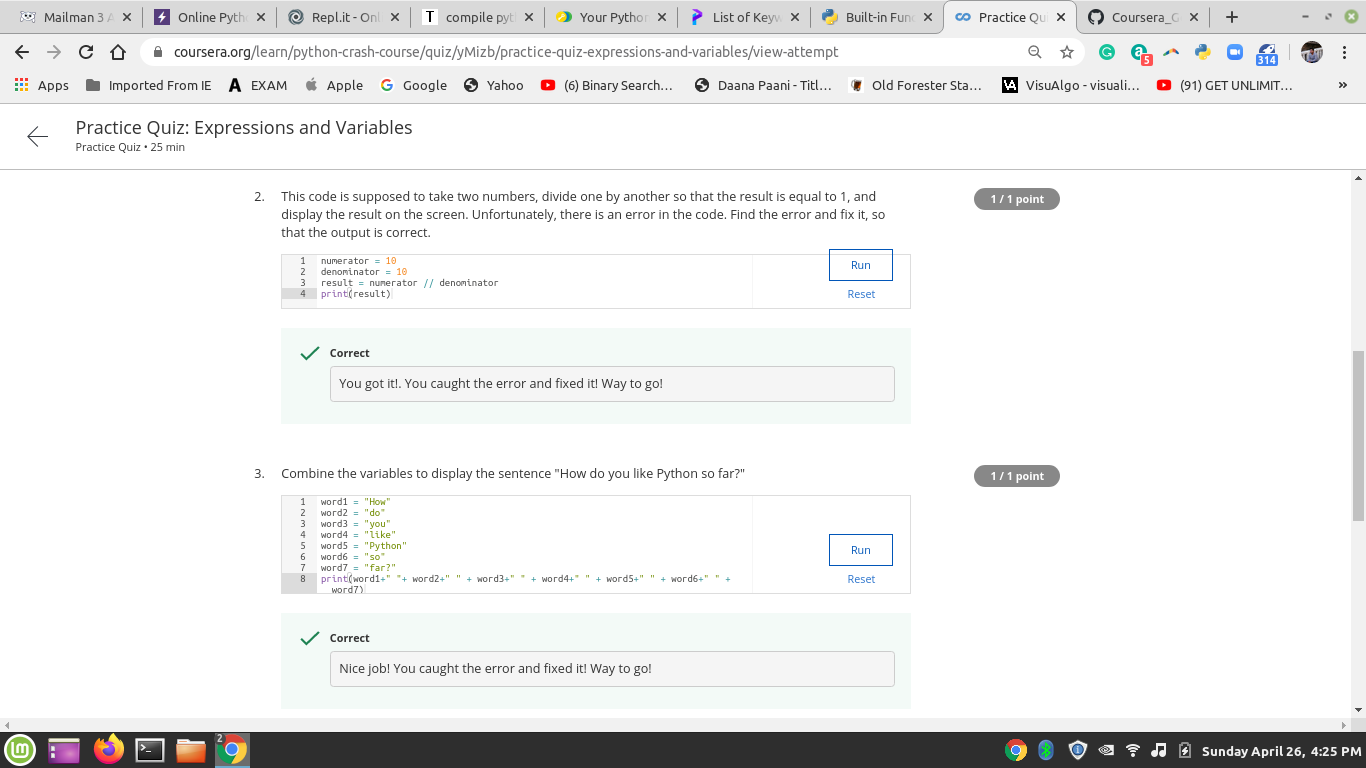 Mailman 3 A
Online Pyth
Repl.it - Onl
compile pyt
Your Python
List of Keyw
Built-in Fun
Practice Qu
Coursera_G
coursera.org/learn/python-crash-course/quiz/yMizb/practice-quiz-expressions-and-variables/view-attempt
5
314
Apps
Imported From IE
EXAM
Apple
Google
Yahoo
(6) Binary Search...
Daana Paani - Titl...
Old Forester Sta...
VisuAlgo - visuali...
(91) GET UNLIMIT...
»
Practice Quiz: Expressions and Variables
Practice Quiz • 25 min
2. This code is supposed to take two numbers, divide one by another so that the result is equal to 1, and
display the result on the screen. Unfortunately, there is an error in the code. Find the error and fix it, so
that the output is correct.
1 / 1 point
1 numerator = 10
2 denominator = 10
3 result = numerator // denominator
4 print(result)
Run
Reset
Correct
You got it!. You caught the error and fixed it! Way to go!
3. Combine the variables to display the sentence "How do you like Python so far?"
1 / 1 point
1 word1 = "How"
2 word2 = "do"
3 word3 = "you"
4 word4 = "like"
5 word5 = "Python"
6 word6 = "so"
7 word7 = "far?"
8 print(word1+" "+ word2+" " + word3+" " + word4+" " + word5+" " + word6+" " +
word7)
Run
Reset
Correct
Nice job! You caught the error and fixed it! Way to go!
2
Sunday April 26, 4:25 PM